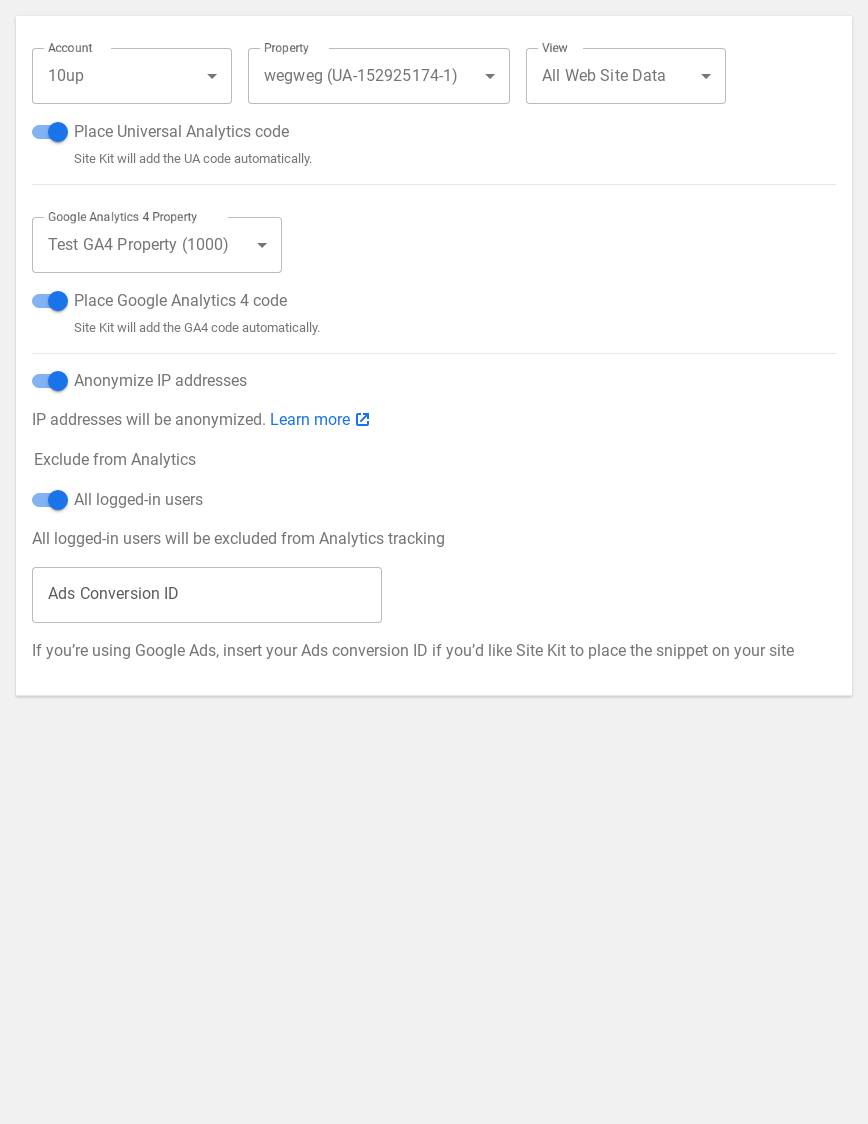 Account
10up
Property
wegweg (UA-152925174-1)
View
All Web Site Data
Place Universal Analytics code
Site Kit will add the UA code automatically.
Google Analytics 4 Property
Test GA4 Property (1000)
Place Google Analytics 4 code
Site Kit will add the GA4 code automatically.
Anonymize IP addresses
IP addresses will be anonymized. Learn more
Exclude from Analytics
All logged-in users
All logged-in users will be excluded from Analytics tracking
Ads Conversion ID
If you’re using Google Ads, insert your Ads conversion ID if you’d like Site Kit to place the snippet on your site